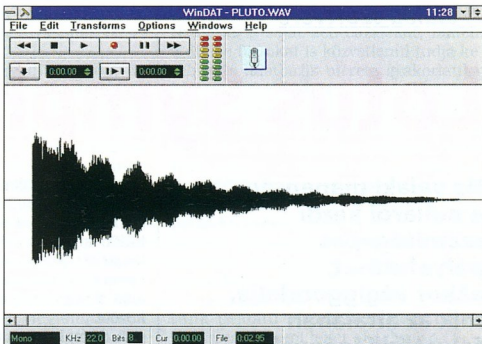 WinDAT - PLUTO.WAV 11:28
File Edit Transforms Options Windows Help
0:00.00 0:00.00
Mono KHz 22.0 Bits 8 Cur 0:00.00 File 0:02.95